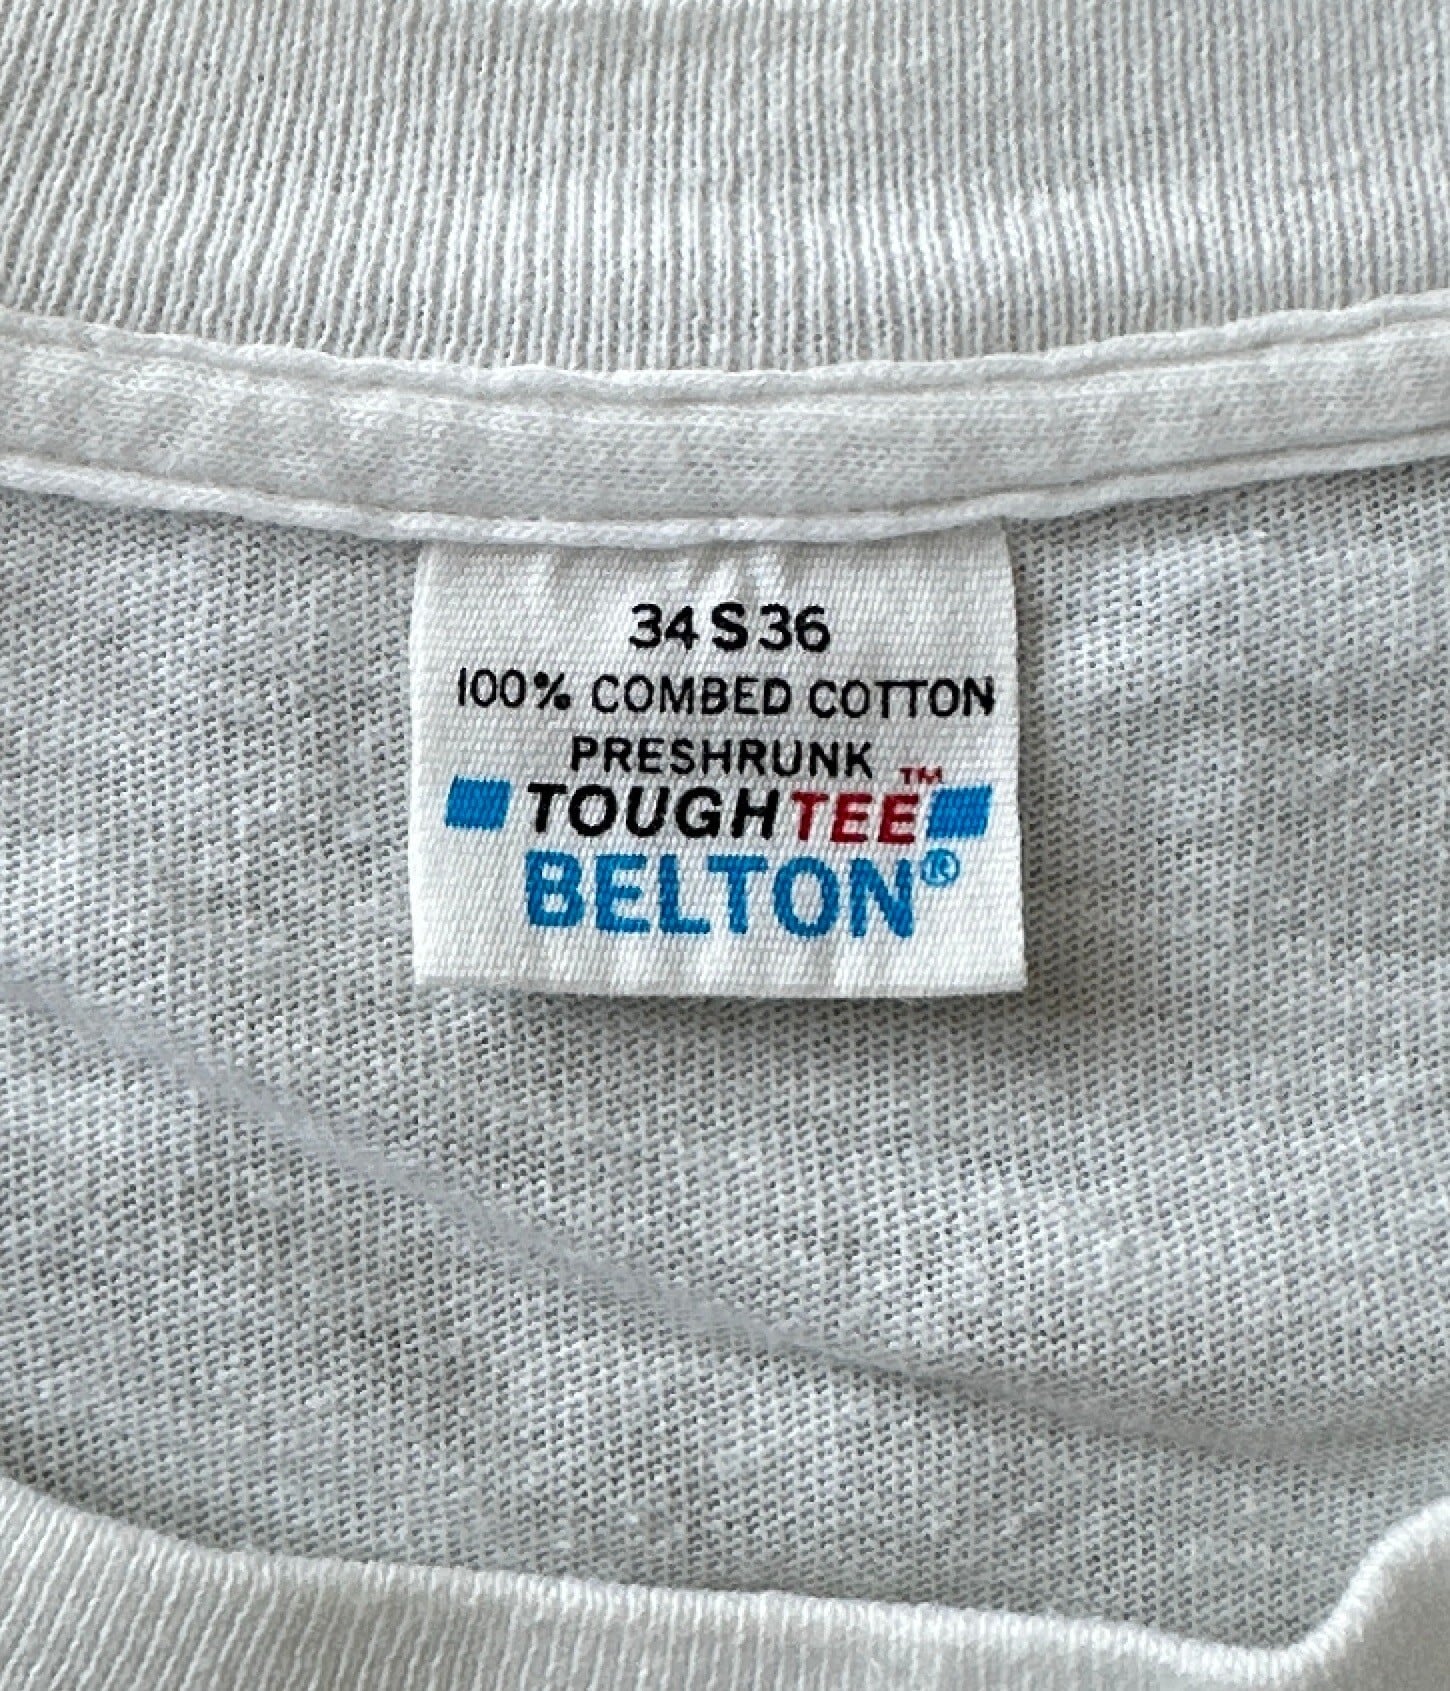 34 S 36
100% COMBED COTTON
PRESHRUNK
TOUGHTEE™
BELTON®